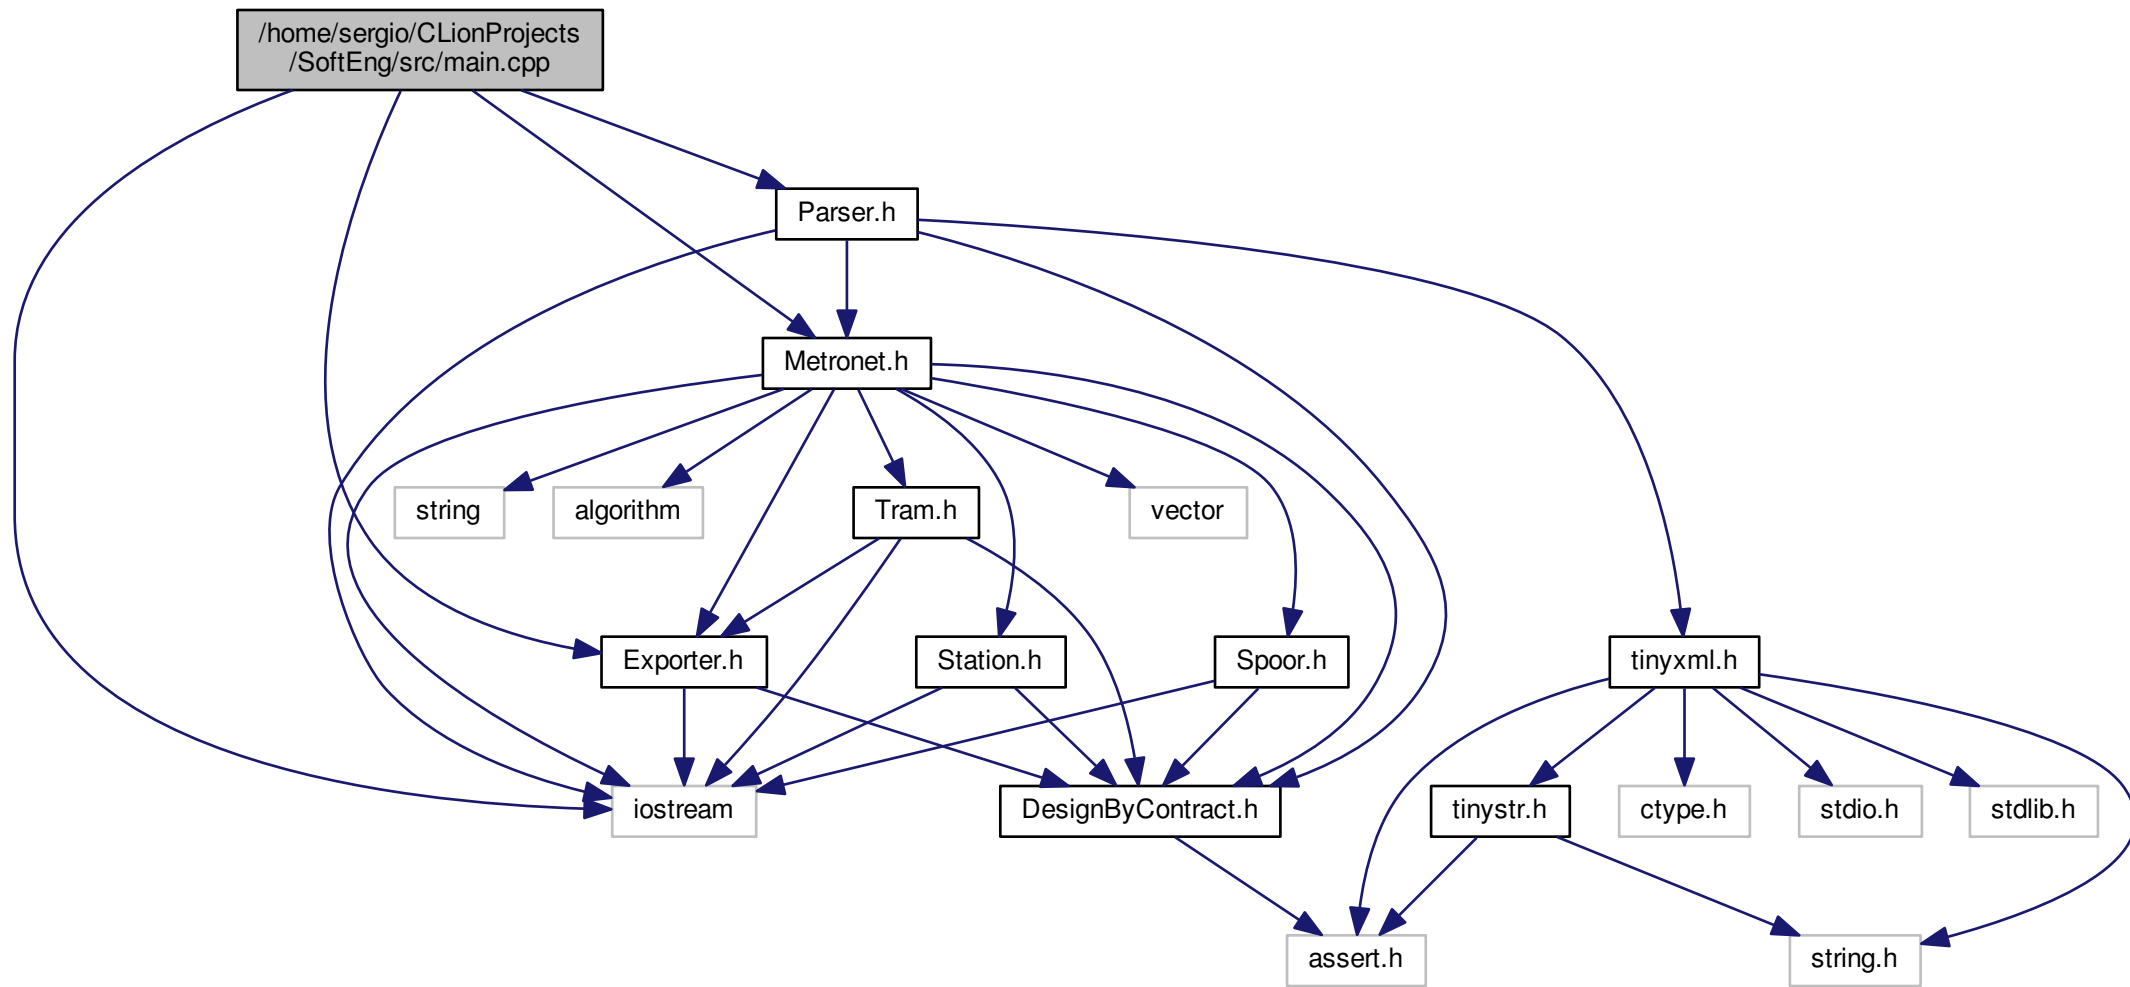 /home/sergio/CLionProjects
/SoftEng/src/main.cpp
Parser.h
Metronet.h
string
algorithm
Tram.h
vector
Exporter.h
Station.h
Spoor.h
tinyxml.h
iostream
DesignByContract.h
tinystr.h
ctype.h
stdio.h
stdlib.h
assert.h
string.h